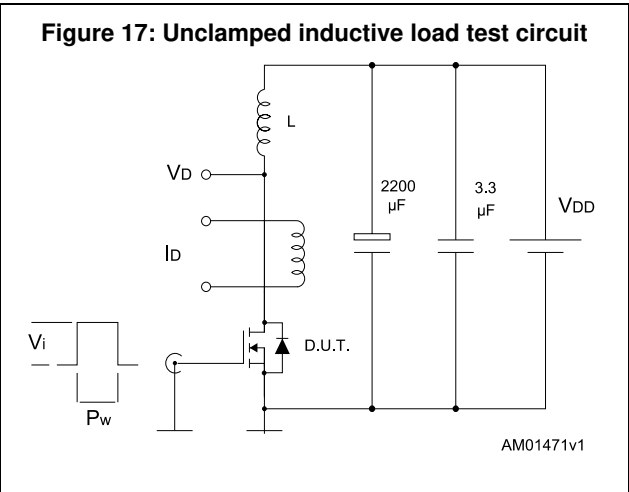 Figure 17: Unclamped inductive load test circuit
L
VD
2200
µF
3.3
µF
VDD
ID
Vi
D.U.T.
Pw
AM01471v1